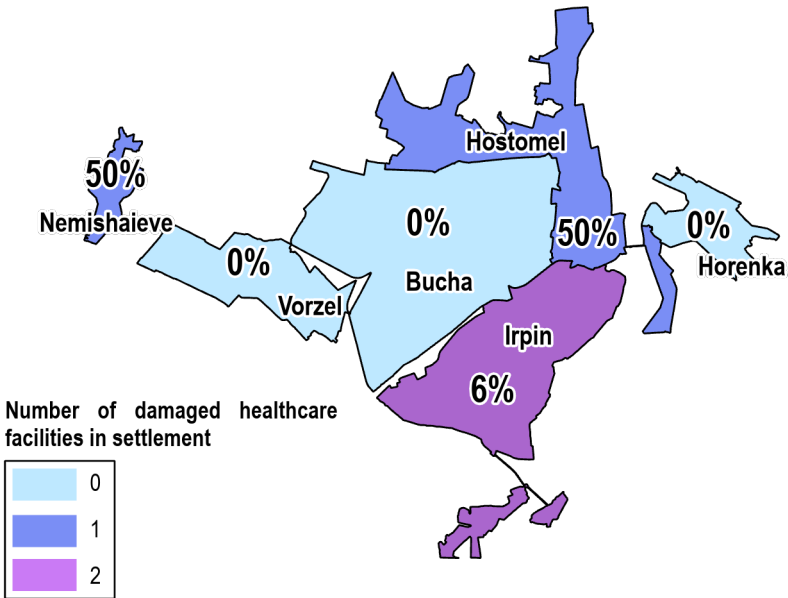 Hostomel
50%
Nemishaieve
0%
50%
0%
0%
Horenka
Vorzel
Bucha
Irpin
6%
Number of damaged healthcare
facilities in settlement
0
1
2